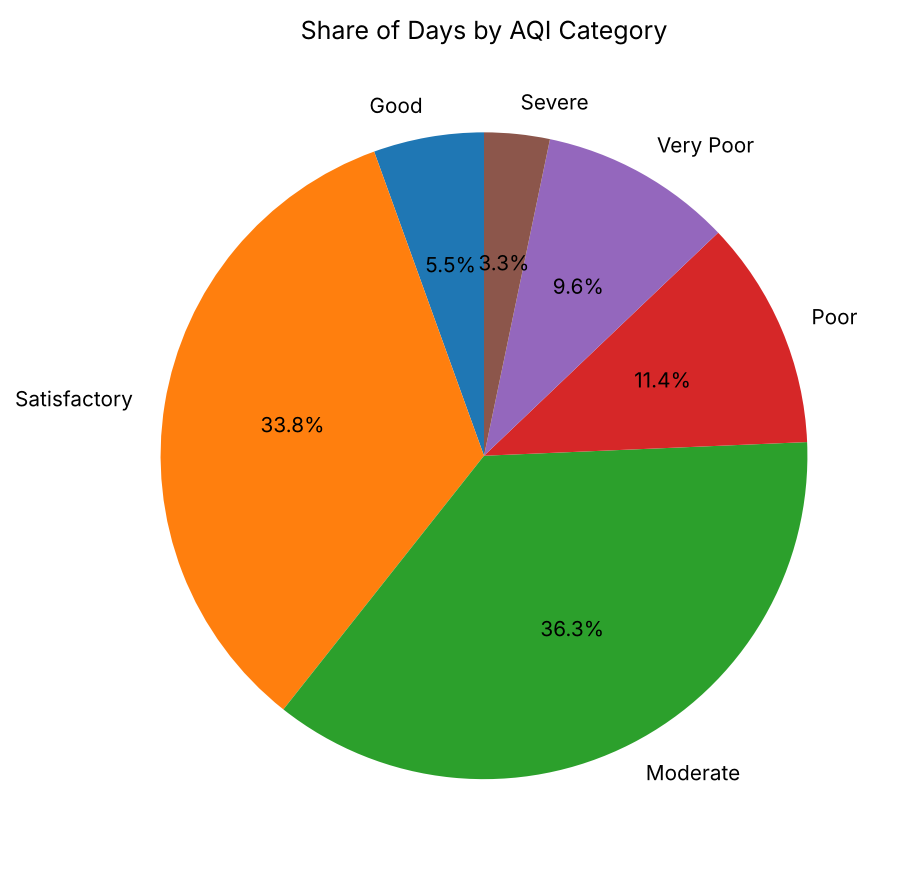 Share of Days by AQI Category
Good
Severe
Very Poor
5.5%
3.3%
9.6%
Poor
11.4%
Satisfactory
33.8%
36.3%
Moderate